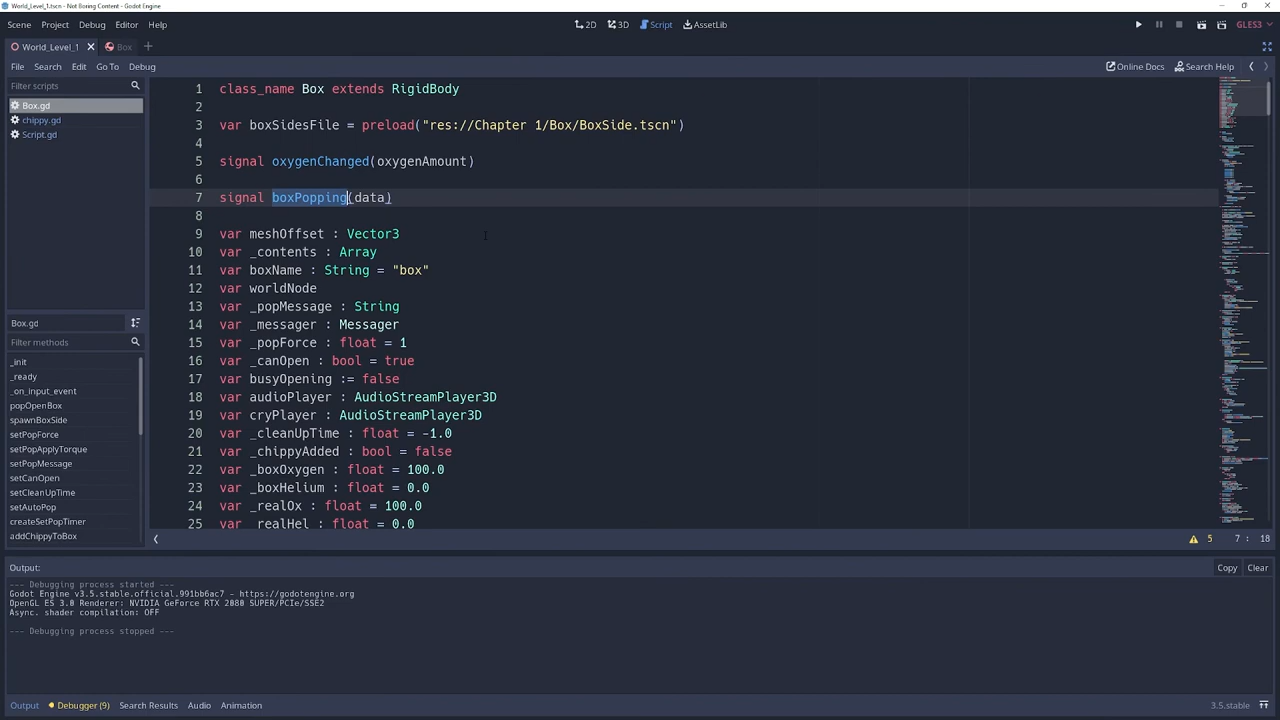 World_Level_1.tscn - Not Boring Content - Godot Engine
Scene Project Debug Editor Help
2D 3D Script AssetLib
GLES3
World_Level_1 Box
File Search Edit Go To Debug
Online Docs Search Help
Filter scripts
Box.gd
chippy.gd
Script.gd
Box.gd
Filter methods
_init
_ready
_on_input_event
popOpenBox
spawnBoxSide
setPopForce
setPopApplyTorque
setPopMessage
setCanOpen
setCleanUpTime
setAutoPop
createSetPopTimer
addChippyToBox
1 class_name Box extends RigidBody
2
3 var boxSidesFile = preload("res://Chapter 1/Box/BoxSide.tscn")
4
5 signal oxygenChanged(oxygenAmount)
6
7 signal boxPopping(data)
8
9 var meshOffset : Vector3
10 var _contents : Array
11 var boxName : String = "box"
12 var worldNode
13 var _popMessage : String
14 var _messager : Messager
15 var _popForce : float = 1
16 var _canOpen : bool = true
17 var busyOpening := false
18 var audioPlayer : AudioStreamPlayer3D
19 var cryPlayer : AudioStreamPlayer3D
20 var _cleanUpTime : float = -1.0
21 var _chippyAdded : bool = false
22 var _boxOxygen : float = 100.0
23 var _boxHelium : float = 0.0
24 var _realOx : float = 100.0
25 var _realHel : float = 0.0
5 7 : 18
Output:
Copy Clear
--- Debugging process started ---
Godot Engine v3.5.stable.official.991bb6ac7 - https://godotengine.org
OpenGL ES 3.0 Renderer: NVIDIA GeForce RTX 2080 SUPER/PCIe/SSE2
Async. shader compilation: OFF
--- Debugging process stopped ---
Output Debugger (9) Search Results Audio Animation
3.5.stable